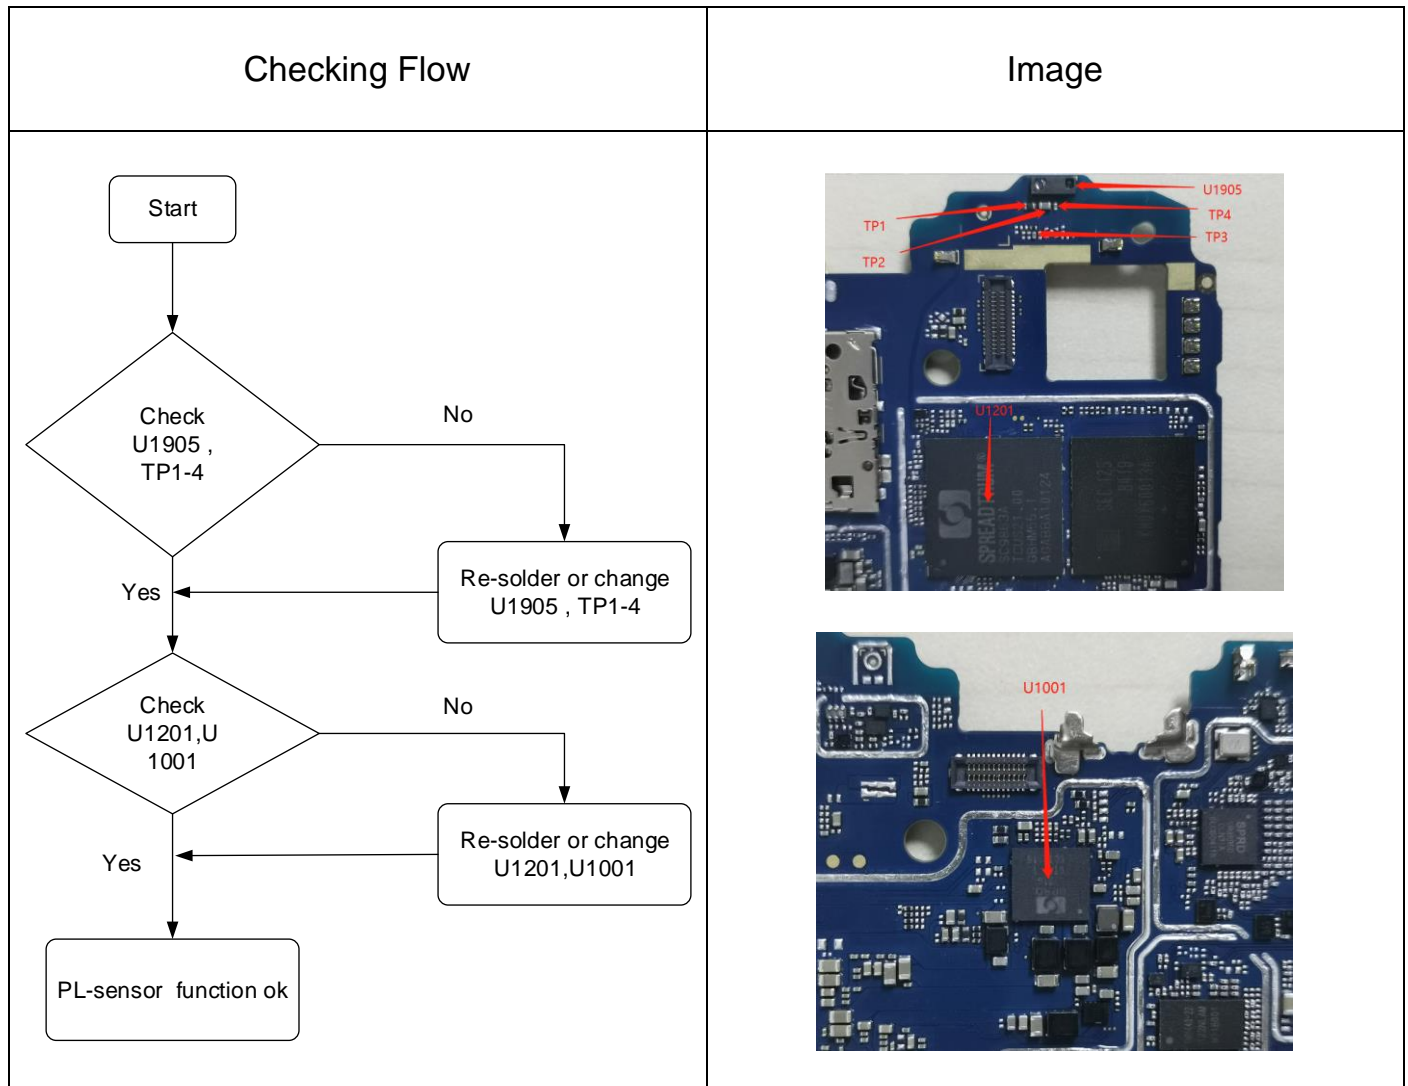 Checking Flow
Image
Start
Check
U1905 ,
TP1-4
No
Re-solder or change
U1905 , TP1-4
Yes
Check
U1201,U
1001
No
Re-solder or change
U1201,U1001
Yes
PL-sensor function ok
U1905
TP1
TP4
TP3
TP2
U1201
SPREADTRUM®
U1001
SPRD